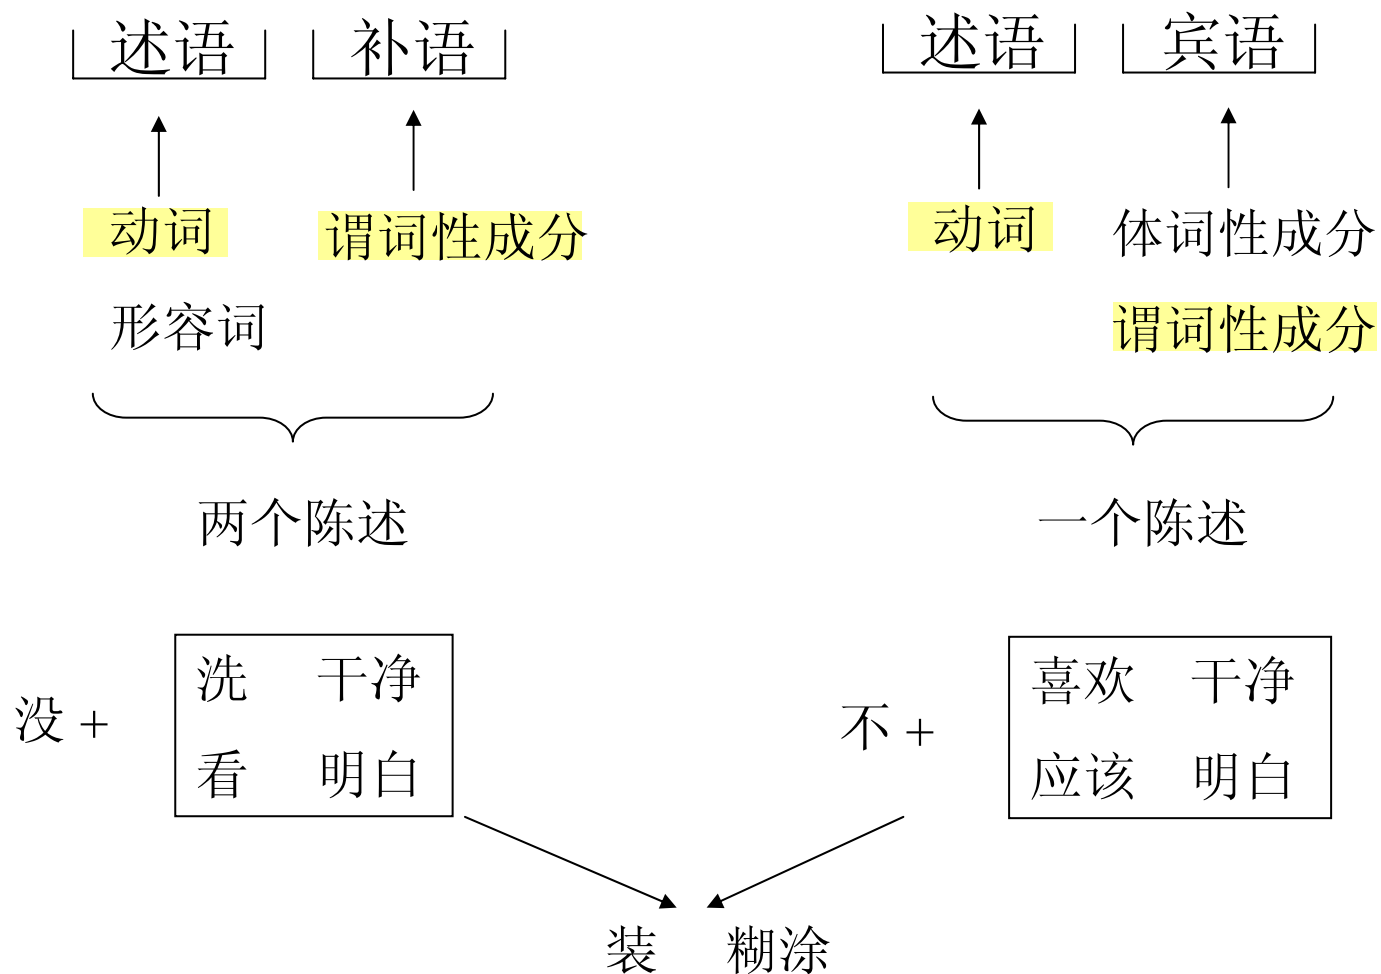 述语 补语 述语 宾语
动词 谓词性成分 动词 体词性成分
形容词 谓词性成分
两个陈述 一个陈述
洗 干净 喜欢 干净
没 + 不 +
看 明白 应该 明白
装 糊涂